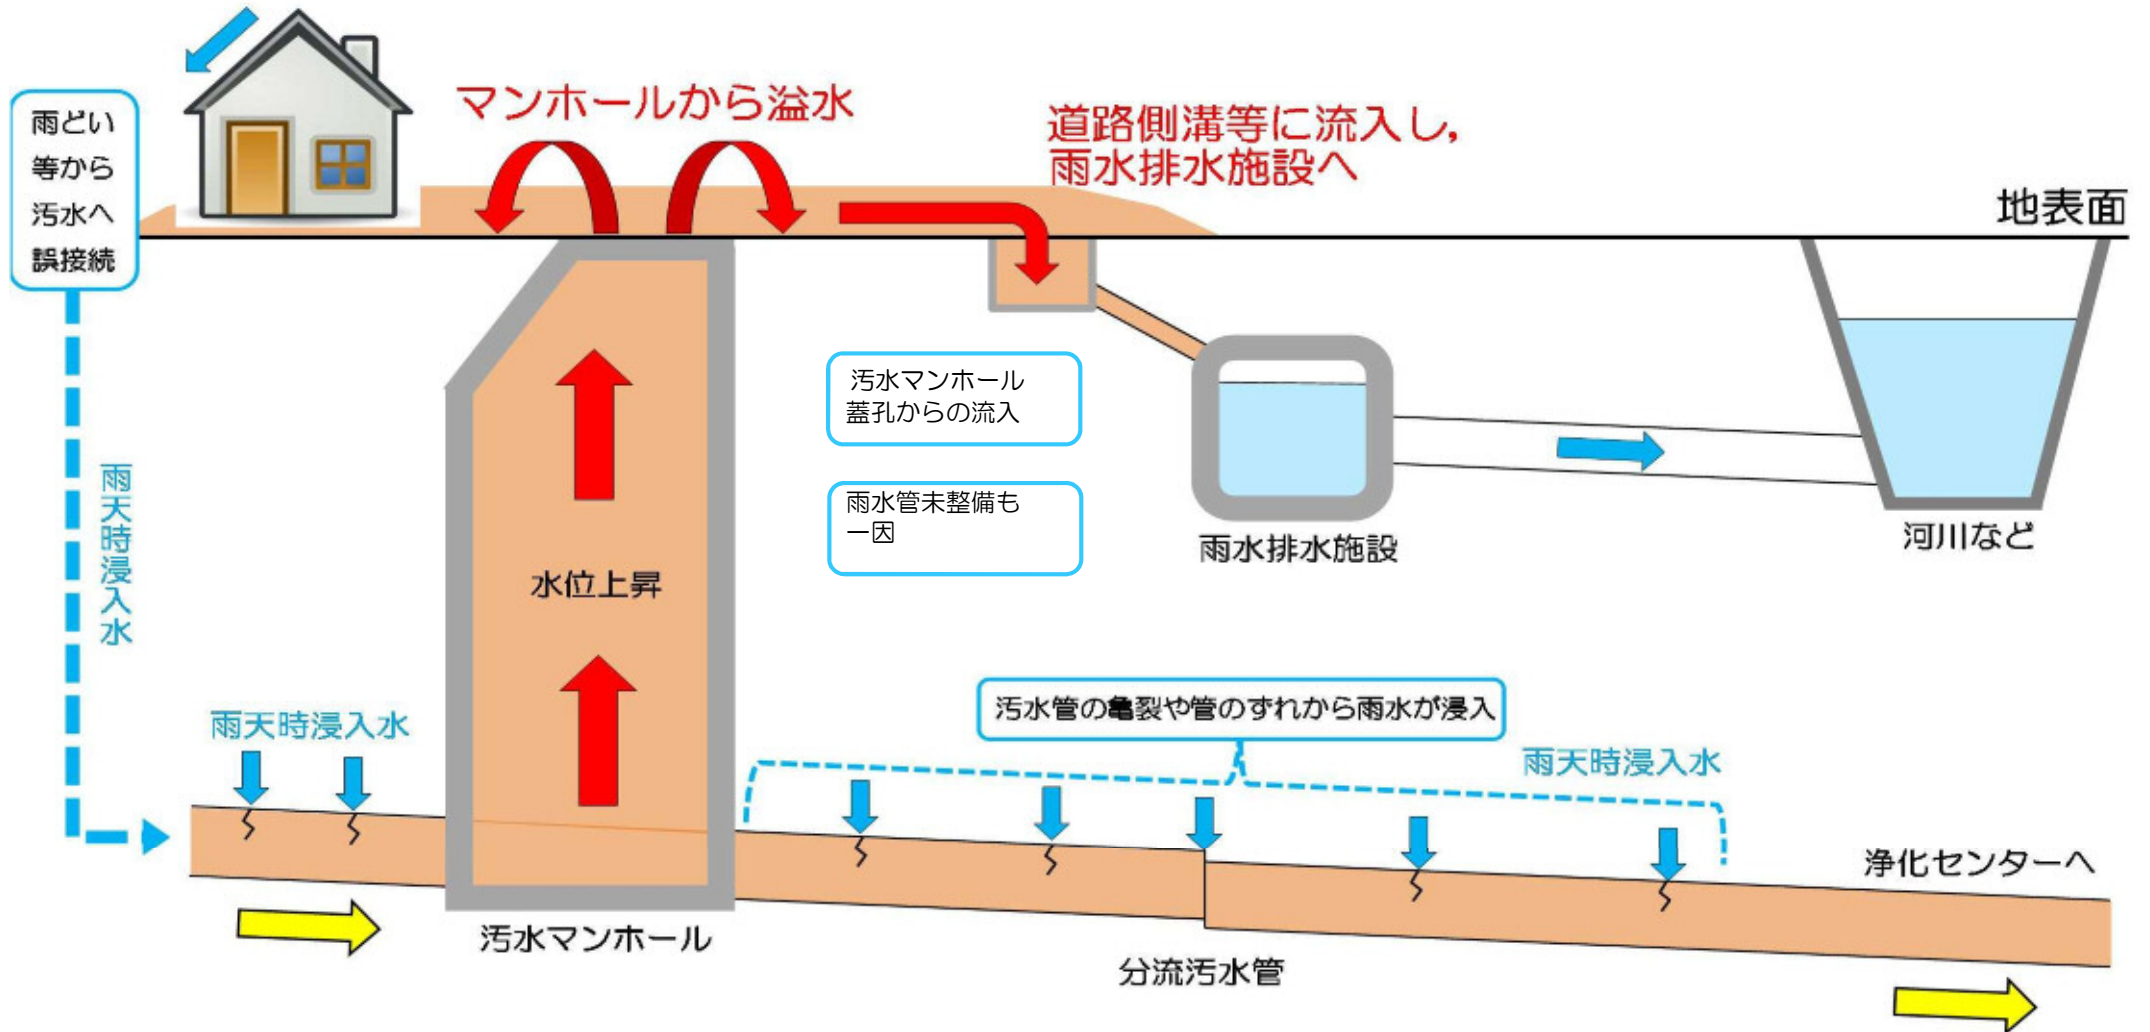 雨どい
等から
汚水へ
誤接続
マンホールから溢水
道路側溝等に流入し,
雨水排水施設へ
地表面
汚水マンホール
蓋孔からの流入
雨水管未整備も
一因
雨水排水施設
河川など
雨天時浸入水
水位上昇
雨天時浸入水
汚水管の亀裂や管のずれから雨水が浸入
雨天時浸入水
浄化センターへ
汚水マンホール
分流汚水管